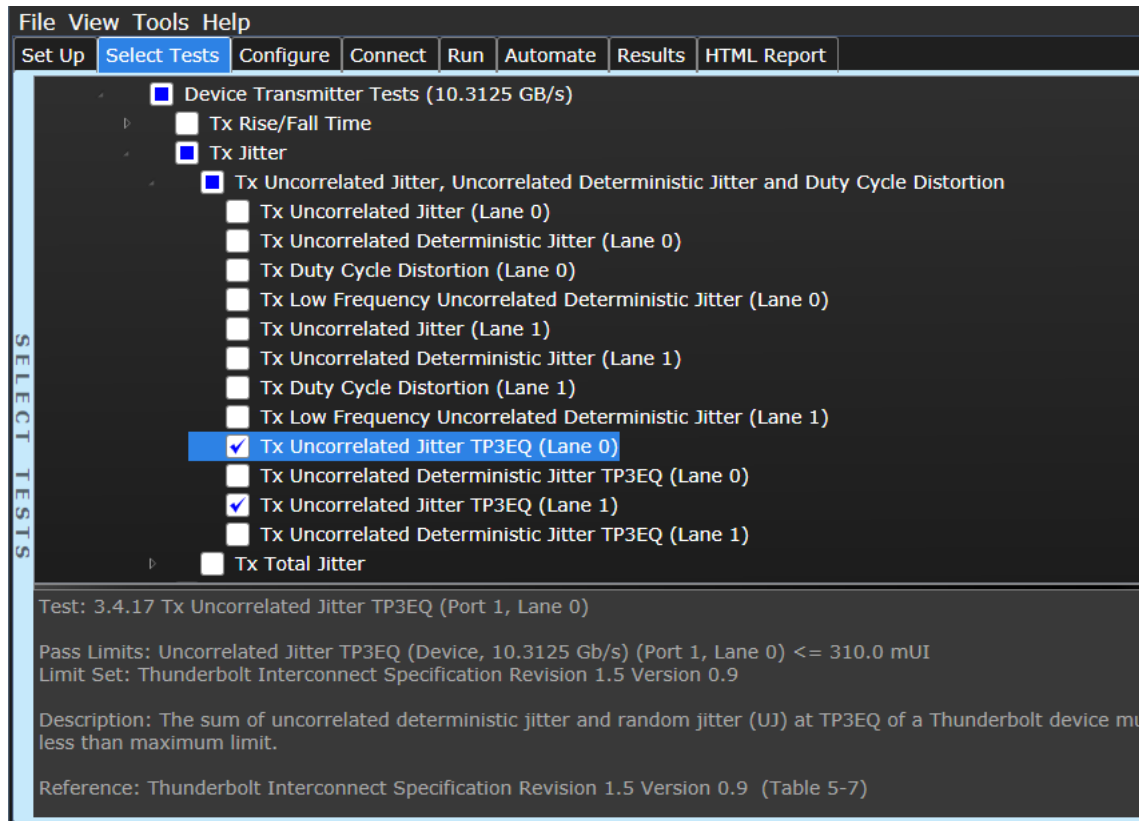 File View Tools Help
Set Up Select Tests Configure Connect Run Automate Results HTML Report
Device Transmitter Tests (10.3125 GB/s)
Tx Rise/Fall Time
Tx Jitter
Tx Uncorrelated Jitter, Uncorrelated Deterministic Jitter and Duty Cycle Distortion
Tx Uncorrelated Jitter (Lane 0)
Tx Uncorrelated Deterministic Jitter (Lane 0)
Tx Duty Cycle Distortion (Lane 0)
Tx Low Frequency Uncorrelated Deterministic Jitter (Lane 0)
Tx Uncorrelated Jitter (Lane 1)
Tx Uncorrelated Deterministic Jitter (Lane 1)
Tx Duty Cycle Distortion (Lane 1)
Tx Low Frequency Uncorrelated Deterministic Jitter (Lane 1)
Tx Uncorrelated Jitter TP3EQ (Lane 0)
Tx Uncorrelated Deterministic Jitter TP3EQ (Lane 0)
Tx Uncorrelated Jitter TP3EQ (Lane 1)
Tx Uncorrelated Deterministic Jitter TP3EQ (Lane 1)
Tx Total Jitter
SELECT TESTS
Test: 3.4.17 Tx Uncorrelated Jitter TP3EQ (Port 1, Lane 0)
Pass Limits: Uncorrelated Jitter TP3EQ (Device, 10.3125 Gb/s) (Port 1, Lane 0) <= 310.0 mUI
Limit Set: Thunderbolt Interconnect Specification Revision 1.5 Version 0.9
Description: The sum of uncorrelated deterministic jitter and random jitter (UJ) at TP3EQ of a Thunderbolt device
less than maximum limit.
Reference: Thunderbolt Interconnect Specification Revision 1.5 Version 0.9 (Table 5-7)